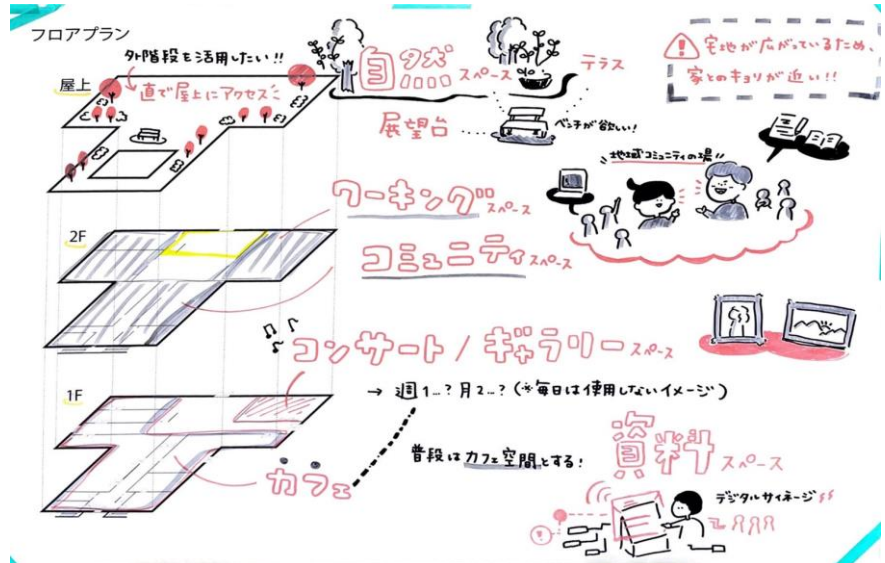 フロアプラン
外階段を活用したい!!
屋上
直で屋上にアクセス
自然スペース
テラス
展望台
ベンチが欲しい!
宅地が広がっているため、
家とのキョリが近い!!
地域コミュニティの場
2F
ワーキングスペース
コミュニティスペース
コンサート/ギャラリースペース
→ 週1…?月2…?(※毎日は使用しないイメージ)
1F
カフェ
普段はカフェ空間とする!
資料スペース
デジタルサイネージ